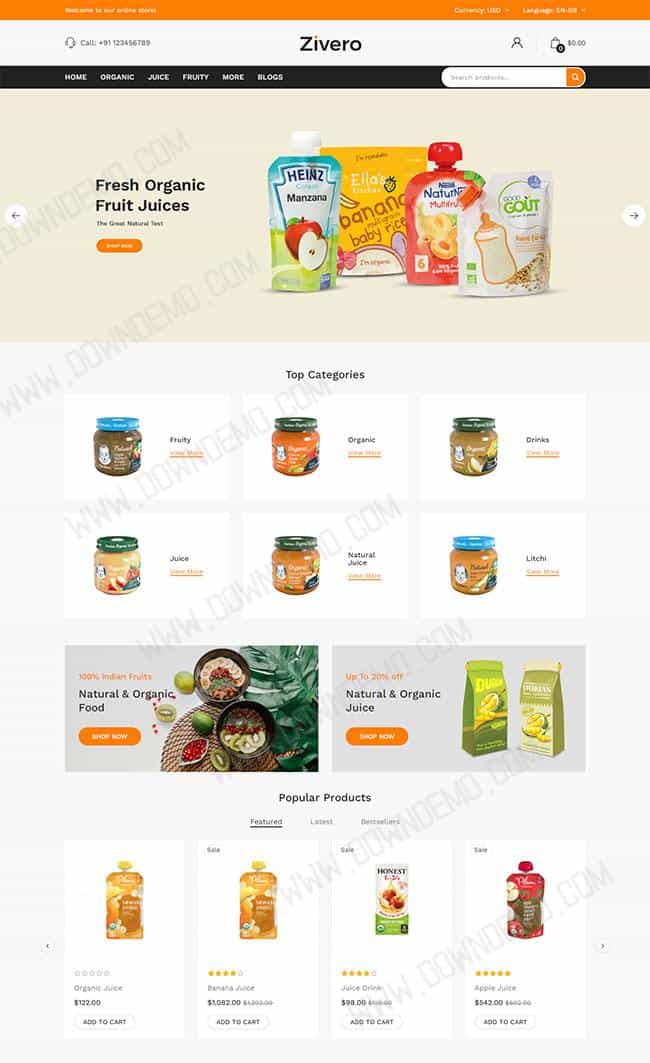 Welcome to our online store!
Currency: USD
Language: EN-GB
Call: +91 123456789
Zivero
0
$0.00
HOME
ORGANIC
JUICE
FRUITY
MORE
BLOGS
Search products...
Fresh Organic
Fruit Juices
The Great Natural Test
SHOP NOW
HEINZ
Manzana
I'm organic
Ella's
kitchen
banana
baby rice
Nestlé
6
GOOD
GOÛT
Top Categories
Fruity
View More
Organic
View More
Drinks
View More
Juice
View More
Natural
Juice
View More
Litchi
View More
100% Indian Fruits
Natural & Organic
Food
SHOP NOW
Up To 20% off
Natural & Organic
Juice
SHOP NOW
DURIAN
Popular Products
Featured
Latest
Bestsellers
Organic Juice
$122.00
ADD TO CART
Sale
Banana Juice
$1,082.00 $1,202.00
ADD TO CART
Sale
HONEST
Juice Drink
$98.00
ADD TO CART
Sale
Apple Juice
$542.00 $602.00
ADD TO CART
WWW.DOWNDEMO.COM